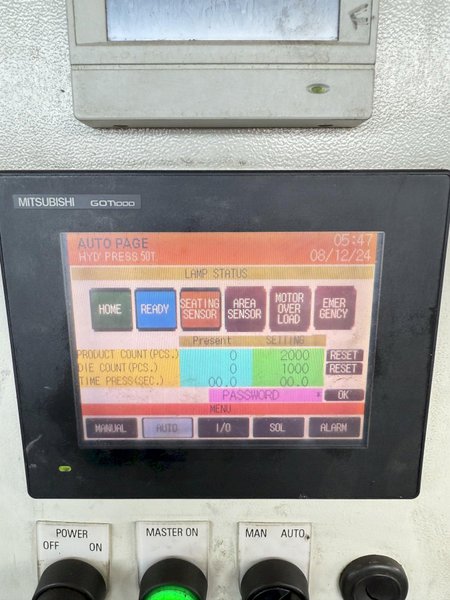 MITSUBISHI GOT1000
AUTO PAGE 05:47
HYD' PRESS 50T. 08/12/24
LAMP STATUS
HOME READY SEATING SENSOR AREA SENSOR MOTOR OVER LOAD EMERGENCY
Present SETTING
PRODUCT COUNT(PCS.) 0 2000 RESET
DIE COUNT(PCS.) 0 1000 RESET
TIME PRESS(SEC.) 00.0 00.0
PASSWORD * OK
MENU
MANUAL AUTO I/O SOL ALARM
POWER MASTER ON MAN AUTO
OFF ON